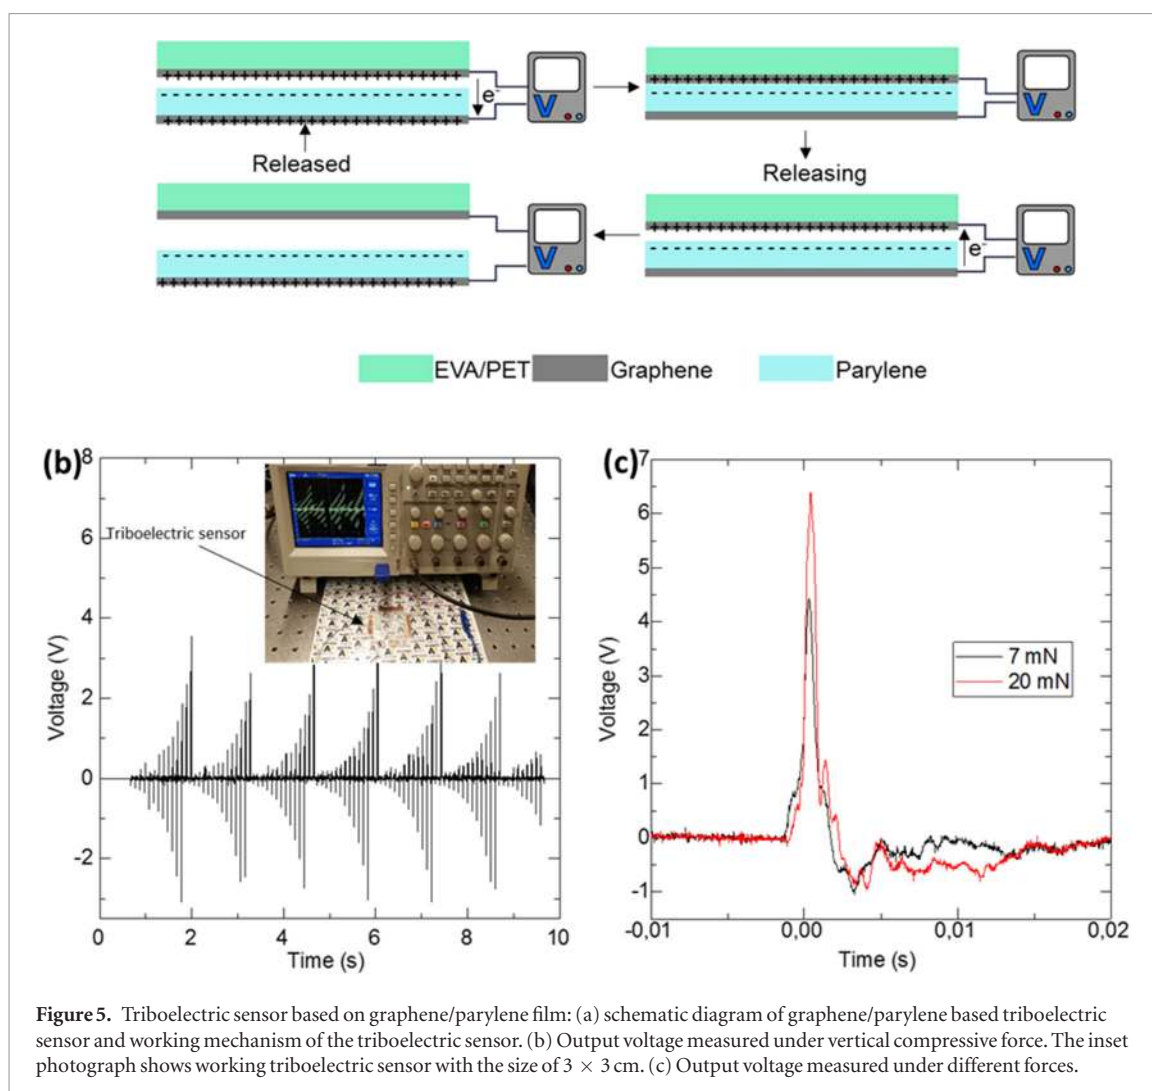 e⁻
V
V
Released
Releasing
V
e⁻
V
EVA/PET
Graphene
Parylene
(b)
8
6
4
2
0
-2
Voltage (V)
0
2
4
6
8
10
Time (s)
Triboelectric sensor
(c)
7
6
5
4
3
2
1
0
-1
Voltage (V)
-0,01
0,00
0,01
0,02
Time (s)
7 mN
20 mN
Figure 5. Triboelectric sensor based on graphene/parylene film: (a) schematic diagram of graphene/parylene based triboelectric
sensor and working mechanism of the triboelectric sensor. (b) Output voltage measured under vertical compressive force. The inset
photograph shows working triboelectric sensor with the size of 3 × 3 cm. (c) Output voltage measured under different forces.